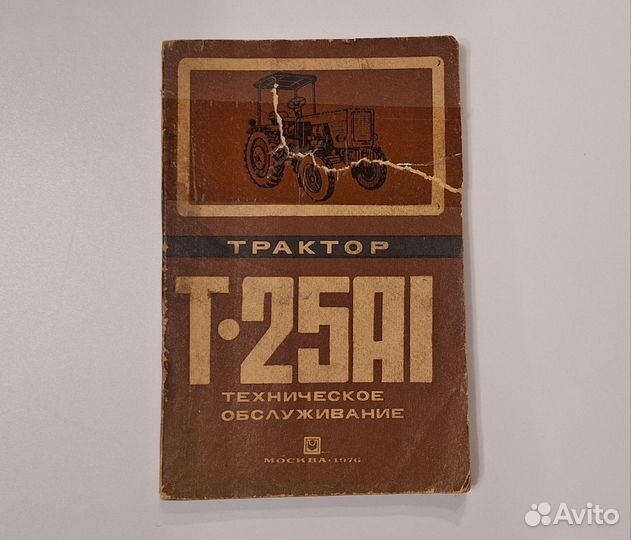 ТРАКТОР
Т·25А1
ТЕХНИЧЕСКОЕ
ОБСЛУЖИВАНИЕ
МОСКВА·1976
Avito